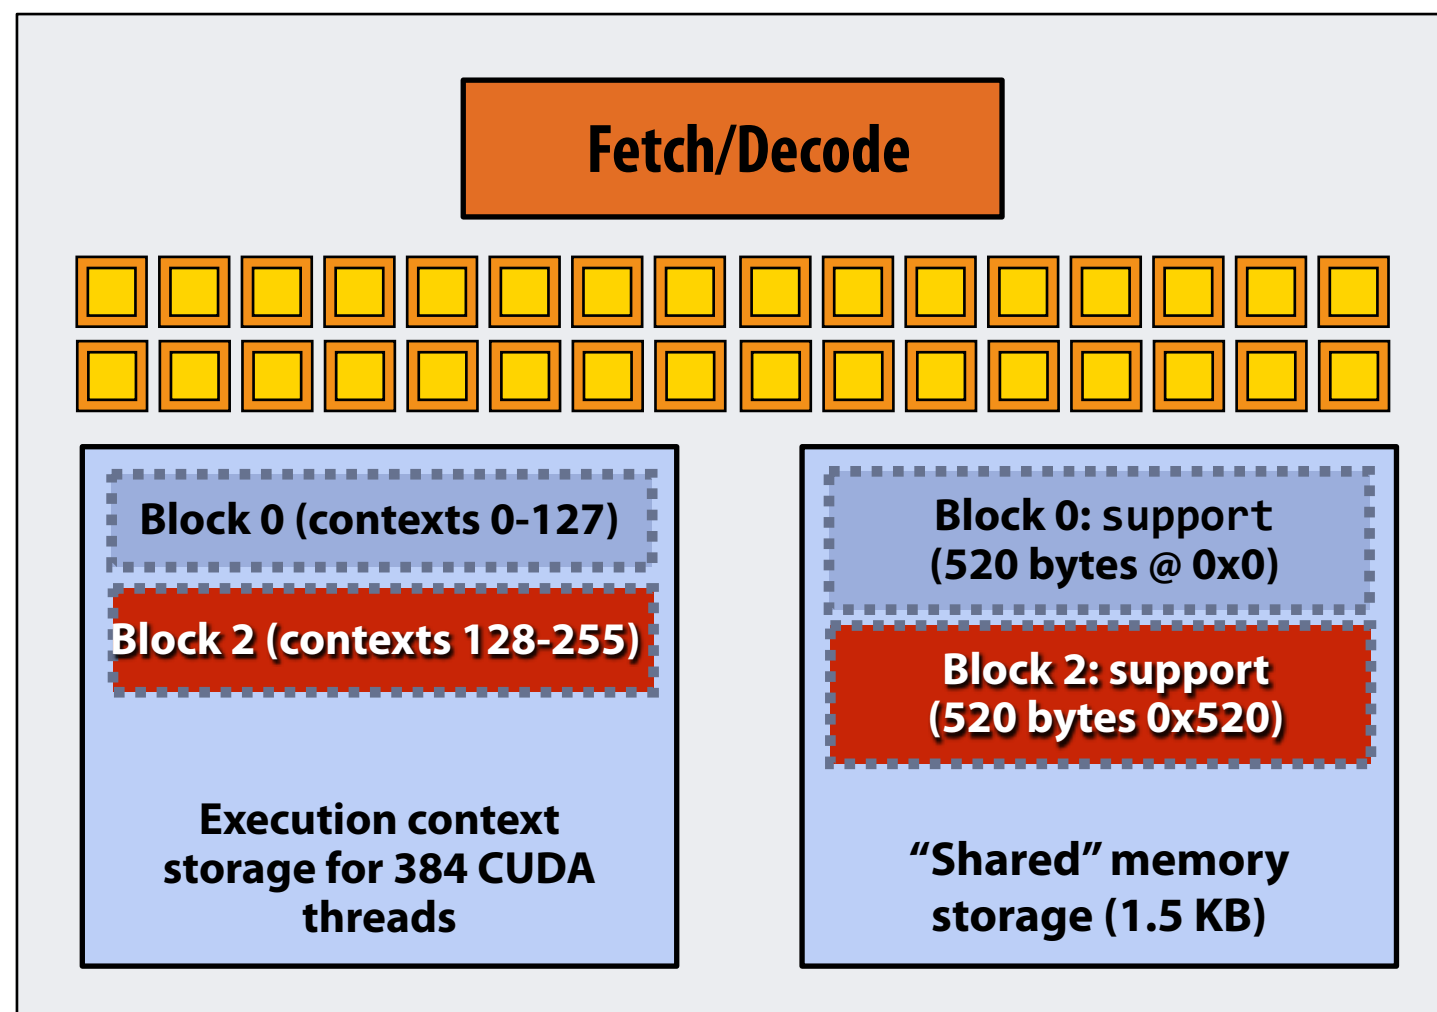 Fetch/Decode
Block 0 (contexts 0-127)
Block 2 (contexts 128-255)
Execution context
storage for 384 CUDA
threads
Block 0: support
(520 bytes @ 0x0)
Block 2: support
(520 bytes 0x520)
“Shared” memory
storage (1.5 KB)